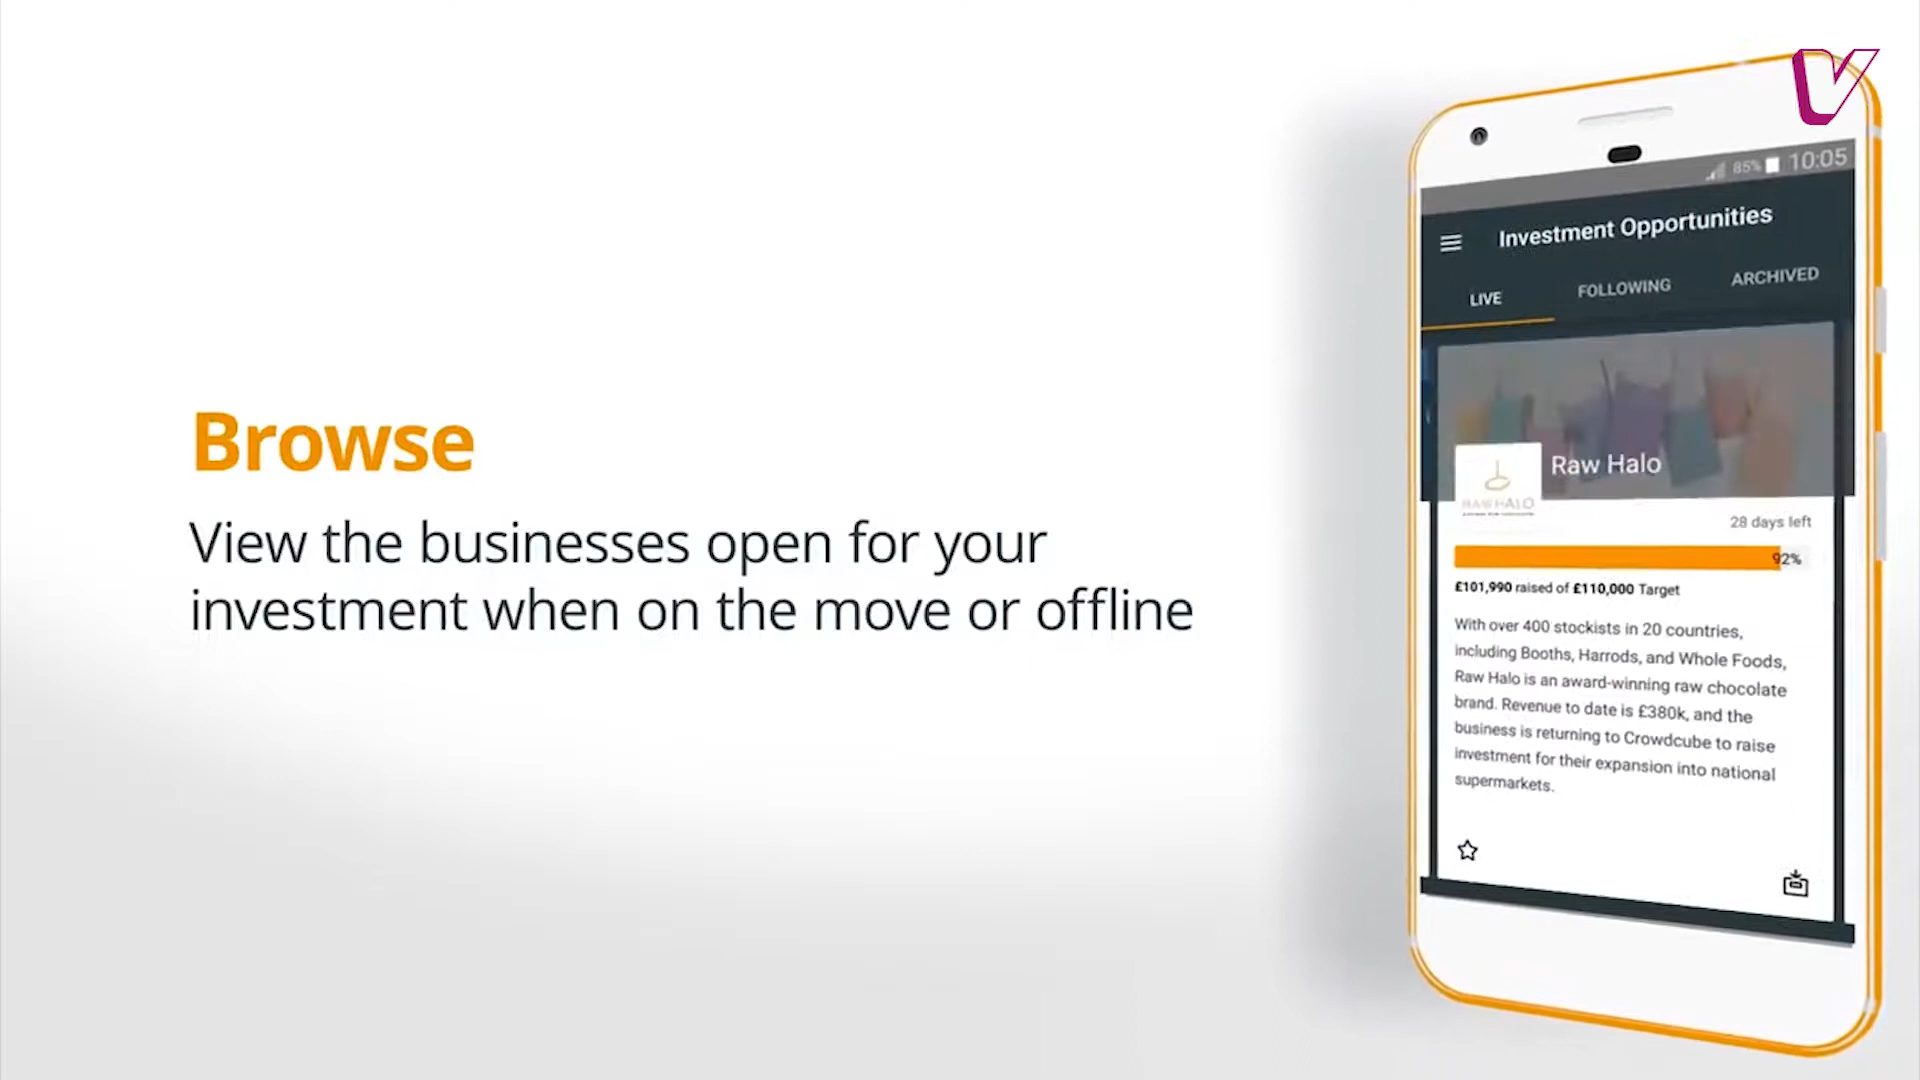 Browse
View the businesses open for your
investment when on the move or offline
85% 10:05
Investment Opportunities
LIVE FOLLOWING ARCHIVED
Raw Halo
RAW HALO
28 days left
92%
£101,990 raised of £110,000 Target
With over 400 stockists in 20 countries,
including Booths, Harrods, and Whole Foods,
Raw Halo is an award-winning raw chocolate
brand. Revenue to date is £380k, and the
business is returning to Crowdcube to raise
investment for their expansion into national
supermarkets.